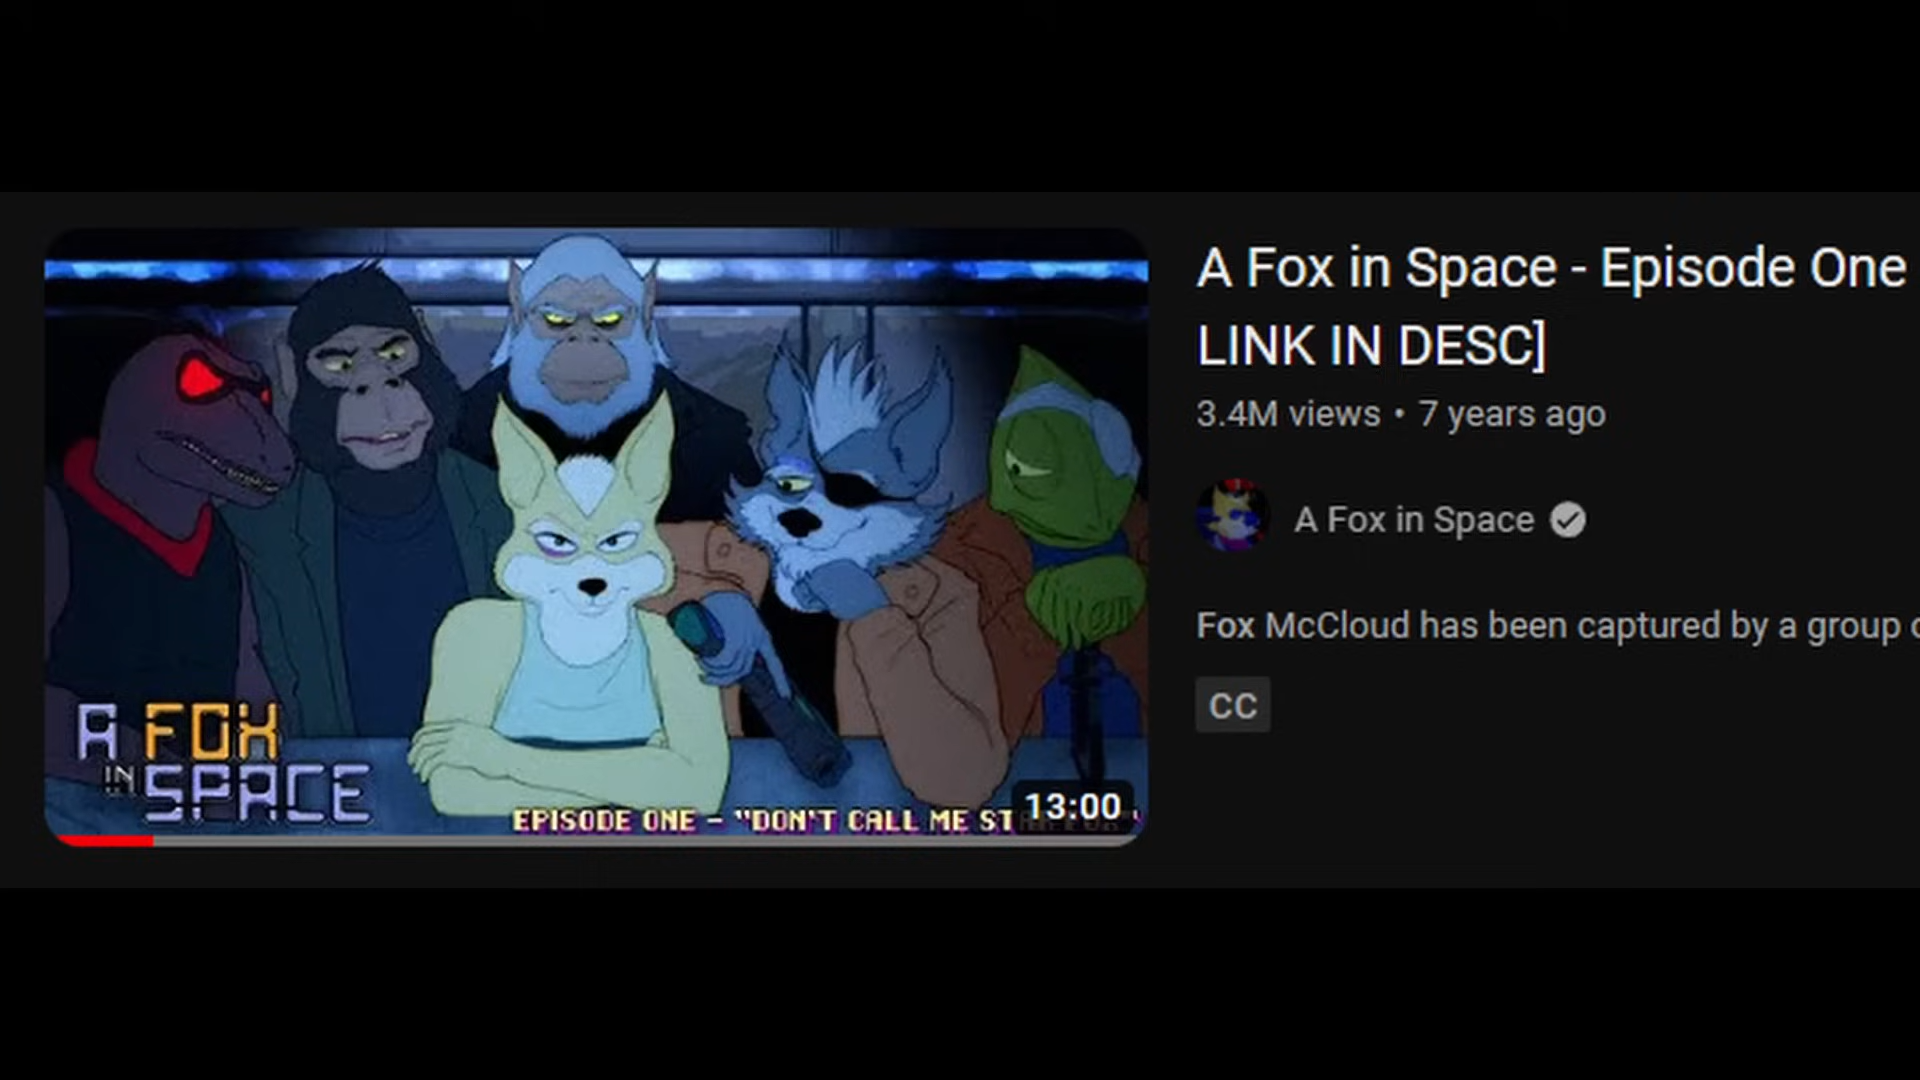 A FOX
IN SPACE
EPISODE ONE - "DON'T CALL ME
13:00
A Fox in Space - Episode One
LINK IN DESC]
3.4M views • 7 years ago
A Fox in Space
Fox McCloud has been captured by a group
CC